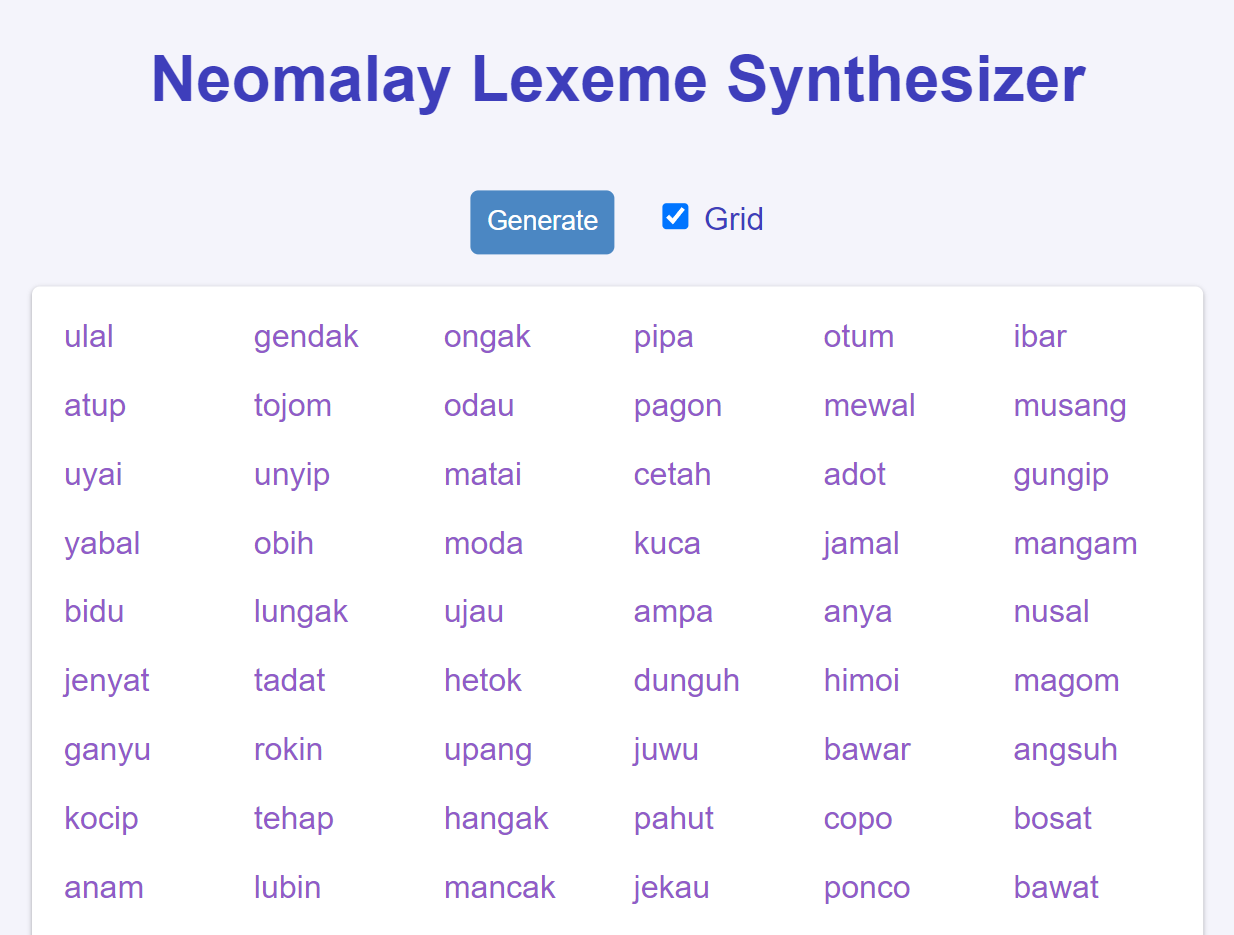 Neomalay Lexeme Synthesizer
Generate Grid
ulal gendak ongak pipa otum ibar
atup tojom odau pagon mewal musang
uyai unyip matai cetah adot gungip
yabal obih moda kuca jamal mangam
bidu lungak ujau ampa anya nusal
jenyat tadat hetok dunguh himoi magom
ganyu rokin upang juwu bawar angsuh
kocip tehap hangak pahut copo bosat
anam lubin mancak jekau ponco bawat